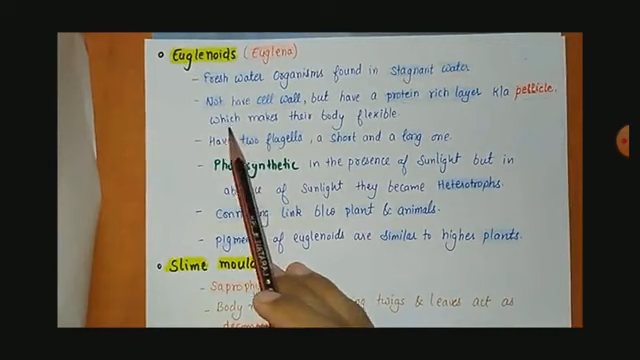 Euglenoids (Euglena)
- Fresh water Organisms found in stagnant water
- Not have cell wall, but have a protein rich layer k/a pellicle.
which makes their body flexible.
- Have two flagella, a short and a long one.
- Photosynthetic In the presence of Sunlight but in
of Sunlight they became Heterotrophs.
- link b/w plant & animals.
- of euglenoids are similar to higher plants.
Slime mould
-
- Body twigs & leaves act as